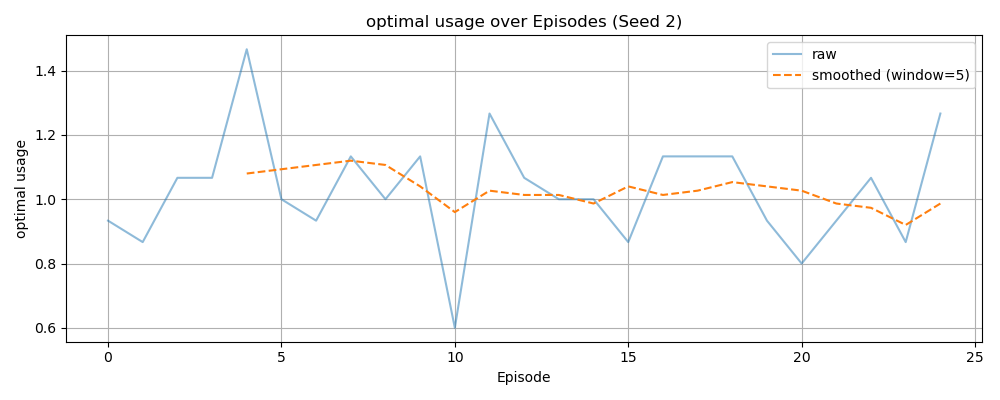 optimal usage over Episodes (Seed 2)
raw
smoothed (window=5)
optimal usage
1.4
1.2
1.0
0.8
0.6
0 5 10 15 20 25
Episode